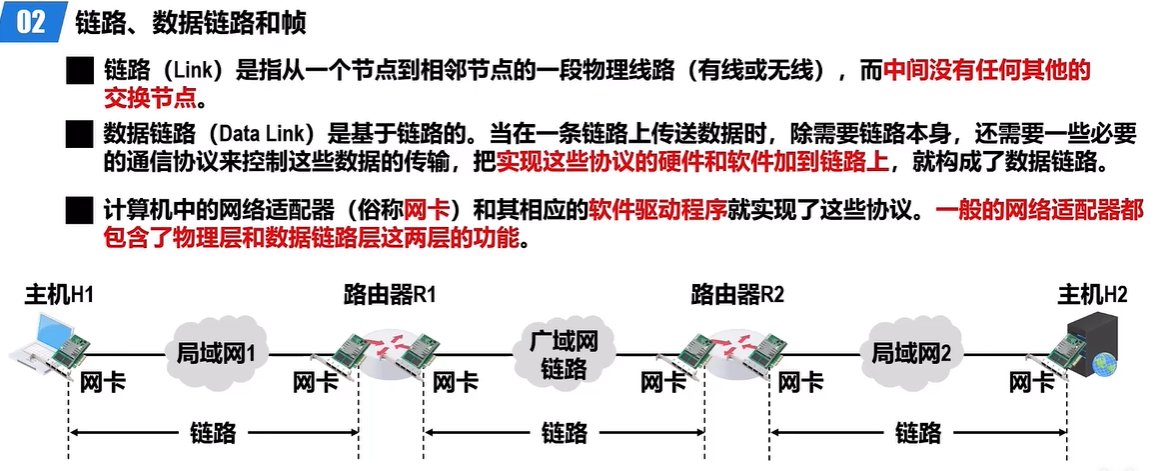 02 链路、数据链路和帧
链路（Link）是指从一个节点到相邻节点的一段物理线路（有线或无线），而中间没有任何其他的
交换节点。
数据链路（Data Link）是基于链路的。当在一条链路上传送数据时，除需要链路本身，还需要一些必要
的通信协议来控制这些数据的传输，把实现这些协议的硬件和软件加到链路上，就构成了数据链路。
计算机中的网络适配器（俗称网卡）和其相应的软件驱动程序就实现了这些协议。一般的网络适配器都
包含了物理层和数据链路层这两层的功能。
主机H1 路由器R1 路由器R2 主机H2
局域网1 广域网 局域网2
链路
网卡 网卡 网卡 网卡 网卡 网卡
链路 链路 链路